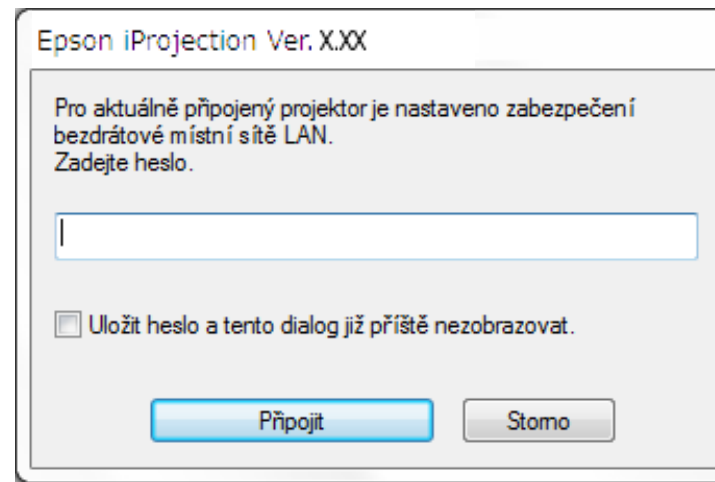 Epson iProjection Ver. X.XX
Pro aktuálně připojený projektor je nastaveno zabezpečení
bezdrátové místní sítě LAN.
Zadejte heslo.
Uložit heslo a tento dialog již příště nezobrazovat.
Připojit
Storno